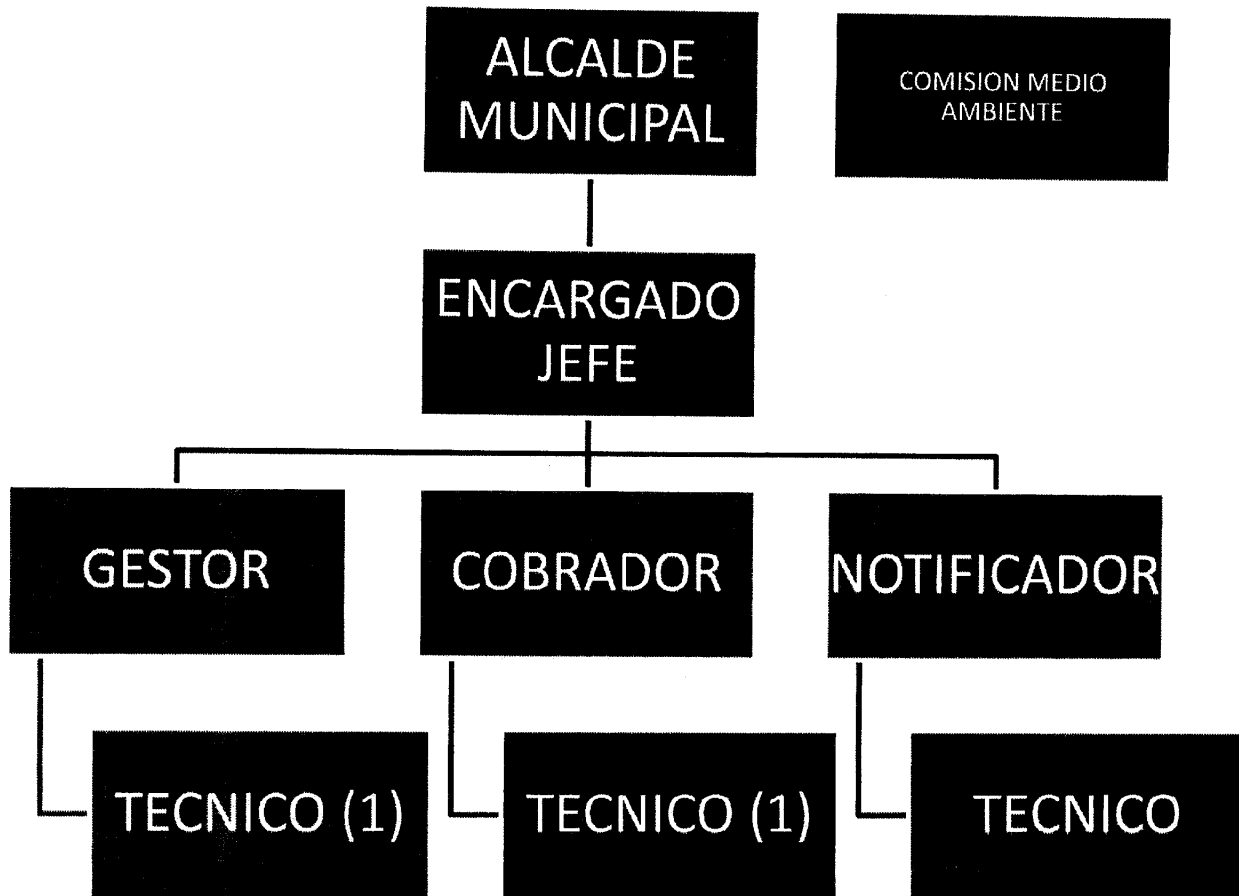 ALCALDE
MUNICIPAL
COMISION MEDIO
AMBIENTE
ENCARGADO
JEFE
GESTOR
COBRADOR
NOTIFICADOR
TECNICO (1)
TECNICO (1)
TECNICO